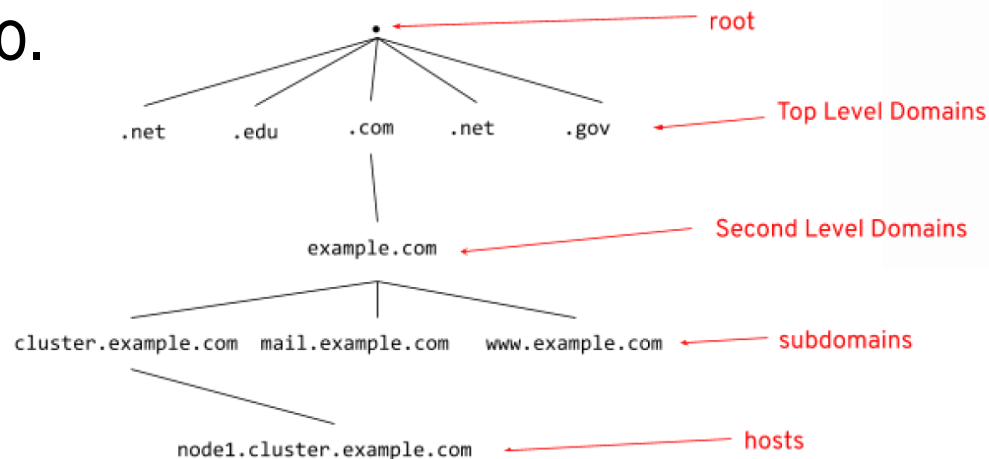 o.
root
.net .edu .com .net .gov
Top Level Domains
example.com
Second Level Domains
cluster.example.com mail.example.com www.example.com
subdomains
node1.cluster.example.com
hosts